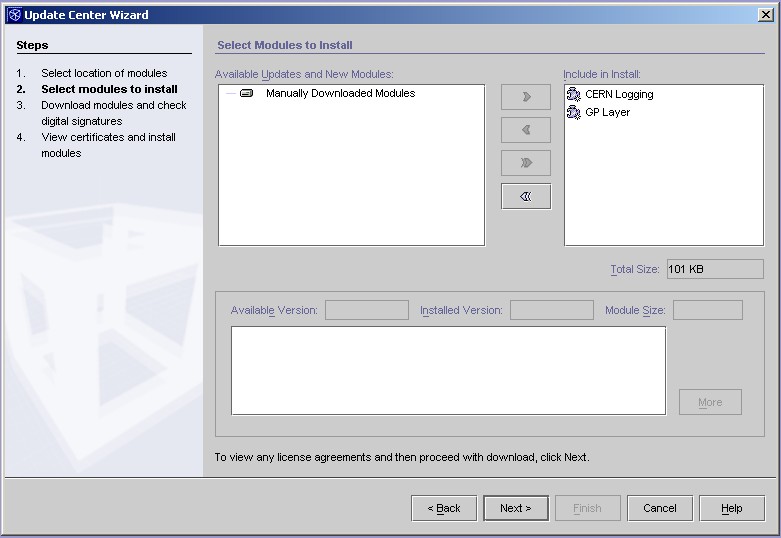 Update Center Wizard
Steps
Select Modules to Install
1. Select location of modules
2. Select modules to install
3. Download modules and check
digital signatures
4. View certificates and install
modules
Available Updates and New Modules:
Manually Downloaded Modules
Include in Install:
CERN Logging
GP Layer
Total Size: 101 KB
Available Version: Installed Version: Module Size:
More
To view any license agreements and then proceed with download, click Next.
< Back Next > Finish Cancel Help